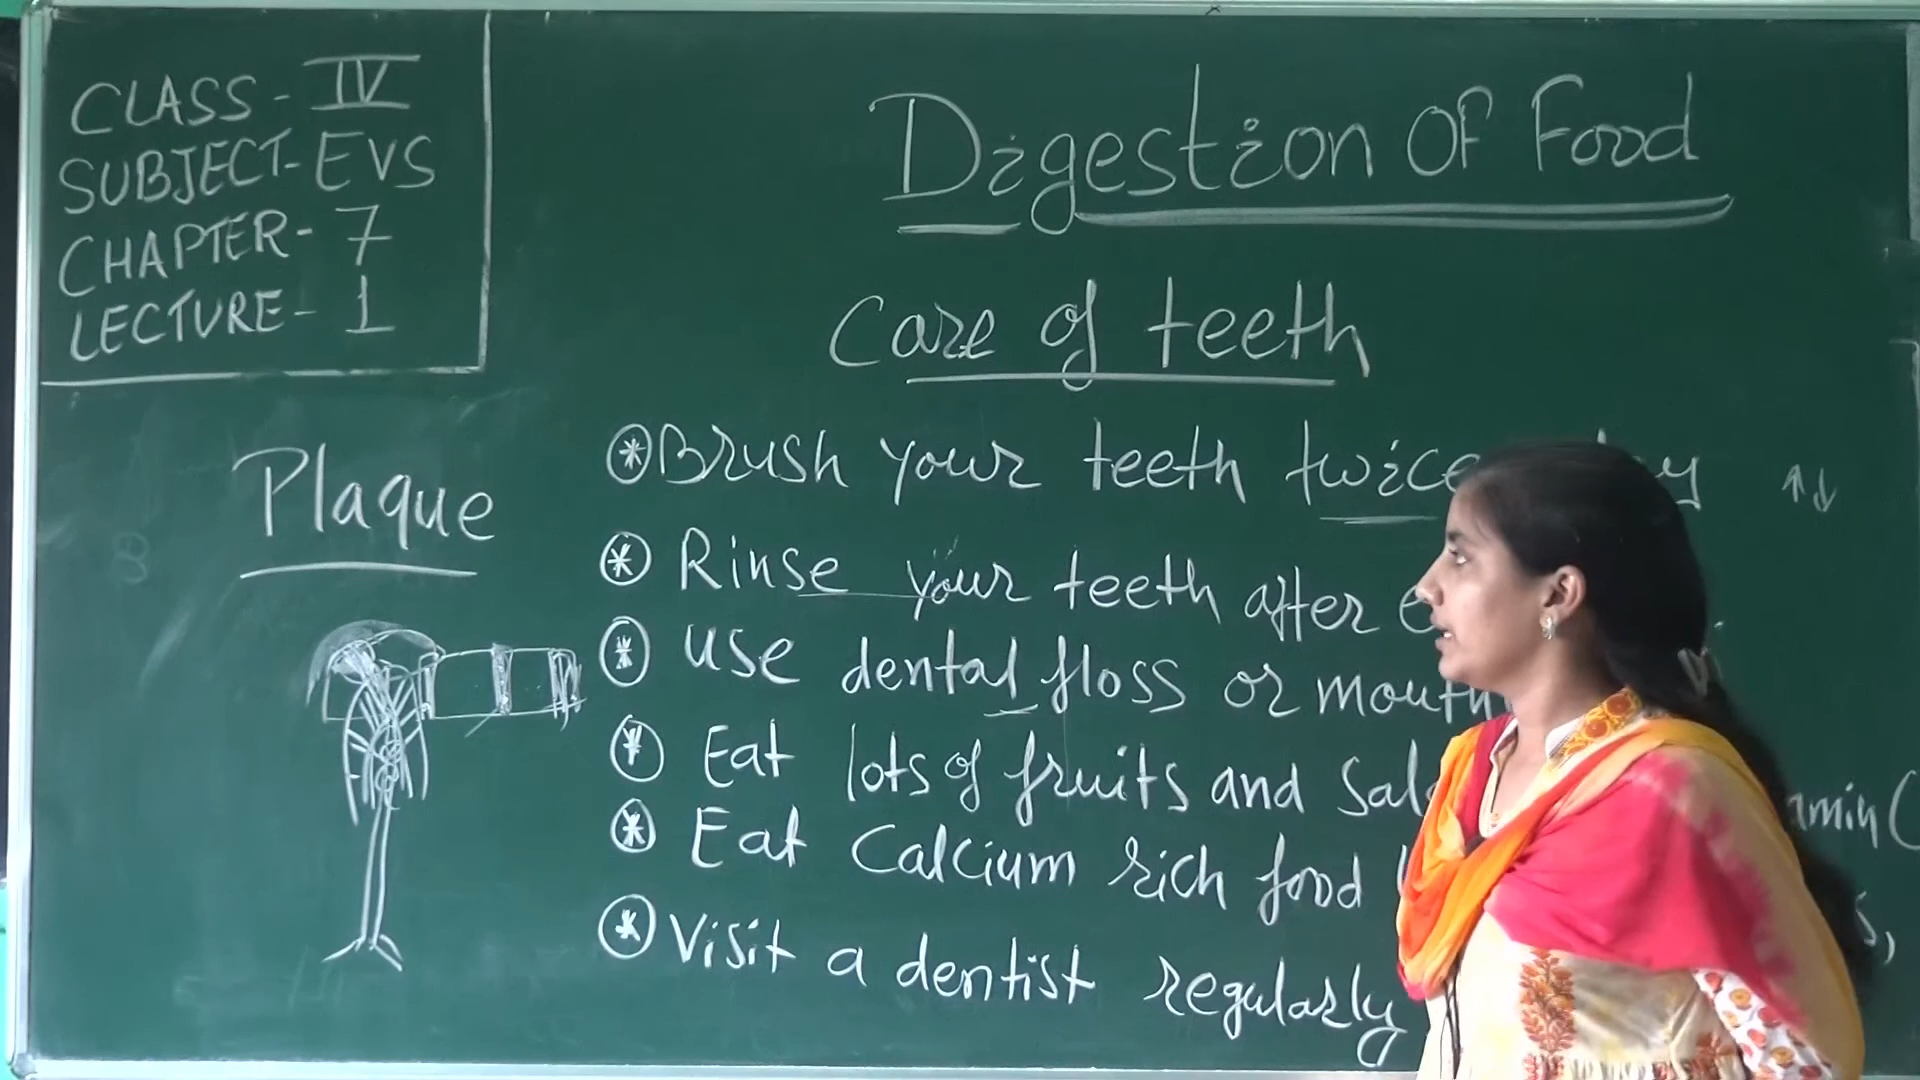 CLASS - IV
SUBJECT - EVS
CHAPTER - 7
LECTURE - 1
Digestion OF Food
Care of teeth
Plaque
Brush your teeth twice
Rinse your teeth after
use dental floss or mouth
Eat lots of fruits and
Eat Calcium rich food
Visit a dentist regularly